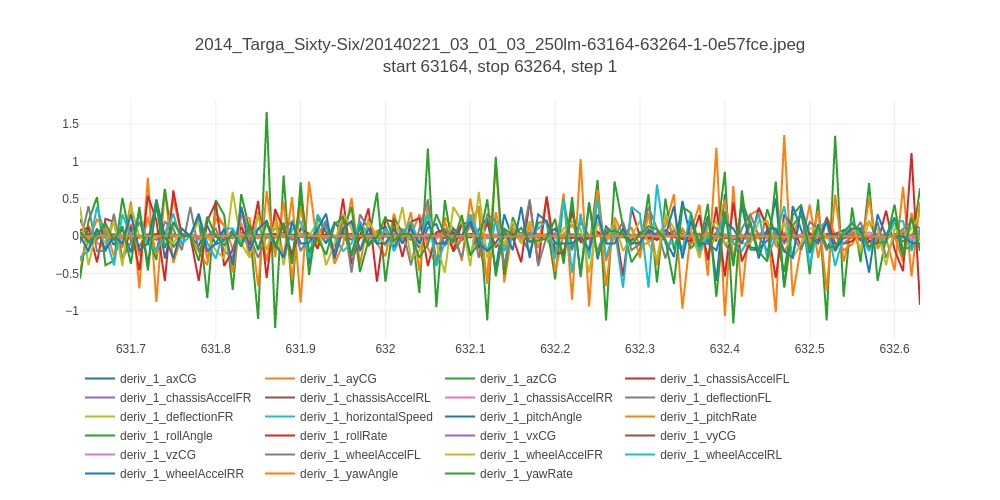 2014_Targa_Sixty-Six/20140221_03_01_03_250lm-63164-63264-1-0e57fce.jpeg
start 63164, stop 63264, step 1
1.5
1
0.5
0
−0.5
−1
631.7 631.8 631.9 632 632.1 632.2 632.3 632.4 632.5 632.6
deriv_1_axCG deriv_1_ayCG deriv_1_azCG deriv_1_chassisAccelFL
deriv_1_chassisAccelFR deriv_1_chassisAccelRL deriv_1_chassisAccelRR deriv_1_deflectionFL
deriv_1_deflectionFR deriv_1_horizontalSpeed deriv_1_pitchAngle deriv_1_pitchRate
deriv_1_rollAngle deriv_1_rollRate deriv_1_vxCG deriv_1_vyCG
deriv_1_vzCG deriv_1_wheelAccelFL deriv_1_wheelAccelFR deriv_1_wheelAccelRL
deriv_1_wheelAccelRR deriv_1_yawAngle deriv_1_yawRate